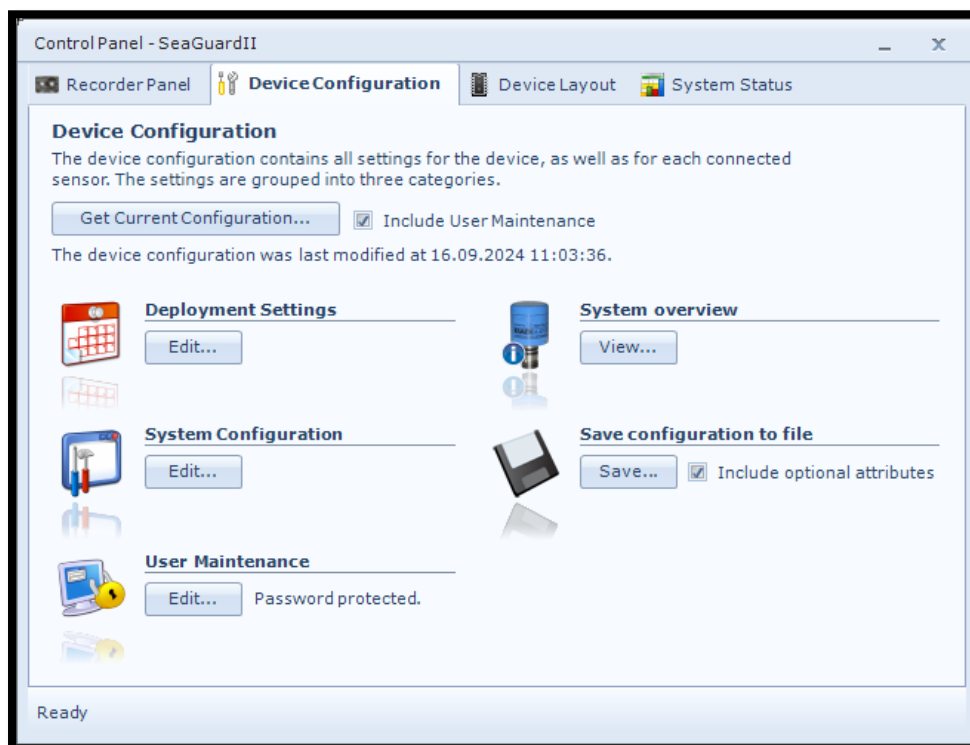 Control Panel - SeaGuardII
Recorder Panel
Device Configuration
Device Layout
System Status
Device Configuration
The device configuration contains all settings for the device, as well as for each connected
sensor. The settings are grouped into three categories.
Get Current Configuration...
Include User Maintenance
The device configuration was last modified at 16.09.2024 11:03:36.
Deployment Settings
Edit...
System overview
View...
System Configuration
Edit...
Save configuration to file
Save...
Include optional attributes
User Maintenance
Edit...
Password protected.
Ready